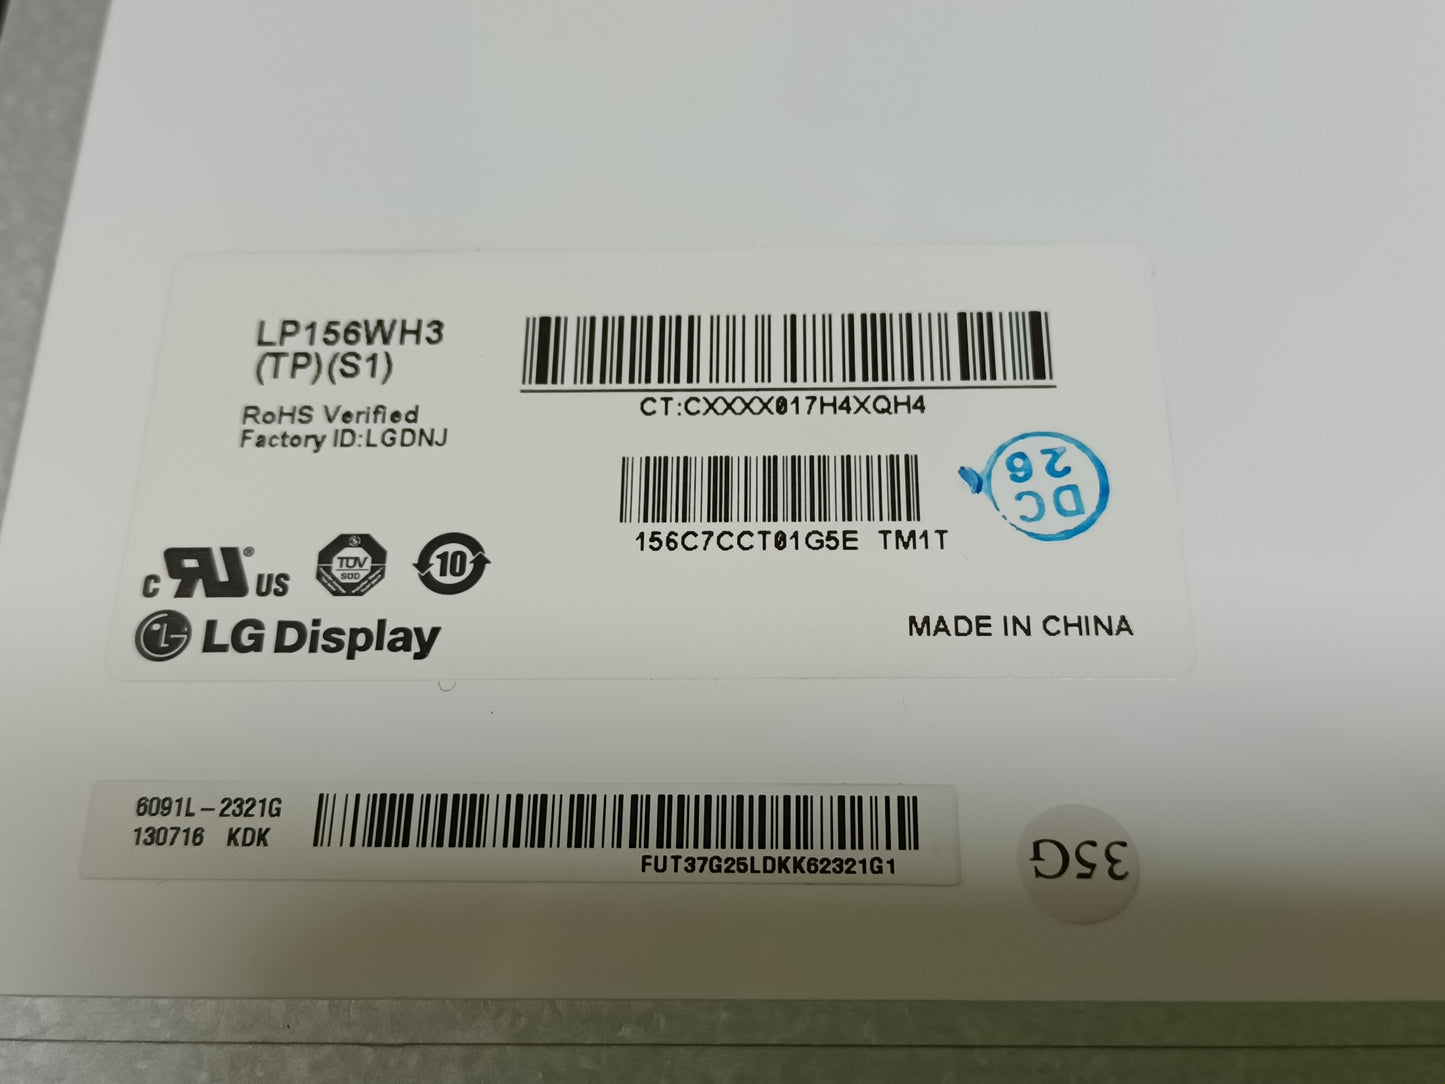 LP156WH3
(TP)(S1)
RoHS Verified
Factory ID:LGDNJ
CT:CXXXX017H4XQH4
156C7CCT01G5E TM1T
DC
26
C RU ® US
TÜV
SÜD
10
LG Display
MADE IN CHINA
6091L-2321G
130716 KDK
FUT37G25LDKK62321G1
35G